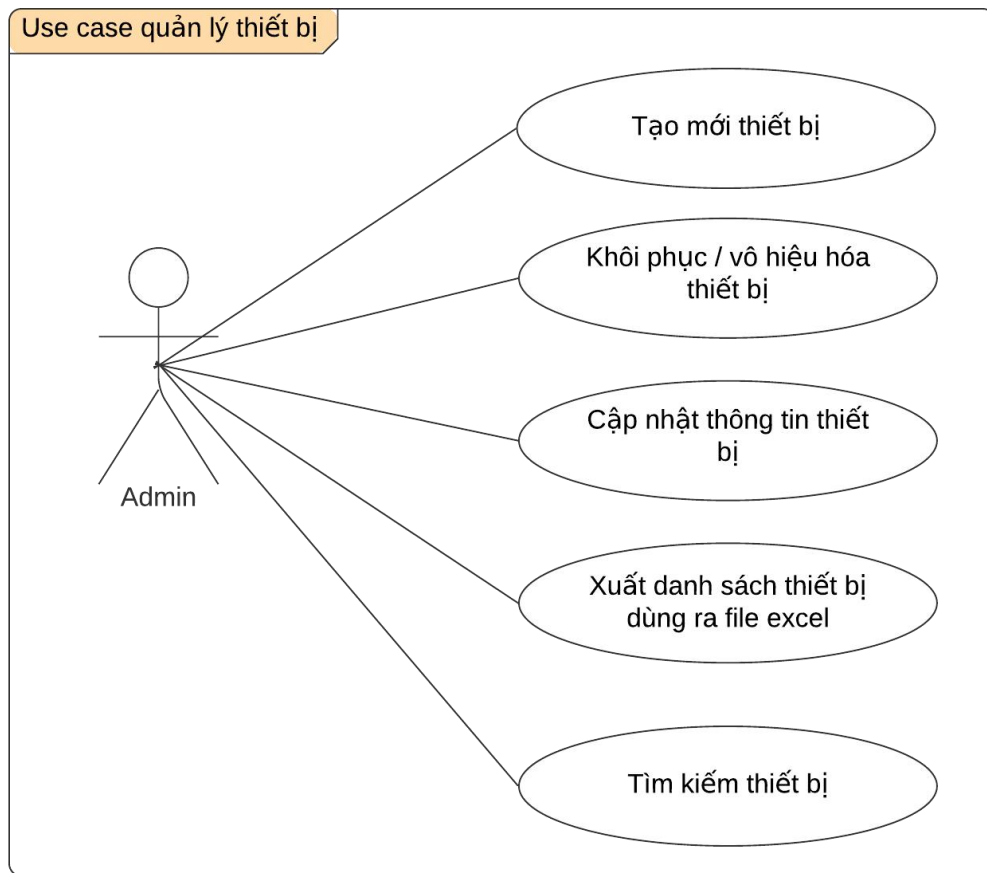 Use case quản lý thiết bị
Tạo mới thiết bị
Khôi phục / vô hiệu hóa
thiết bị
Cập nhật thông tin thiết
bị
Admin
Xuất danh sách thiết bị
dùng ra file excel
Tìm kiếm thiết bị